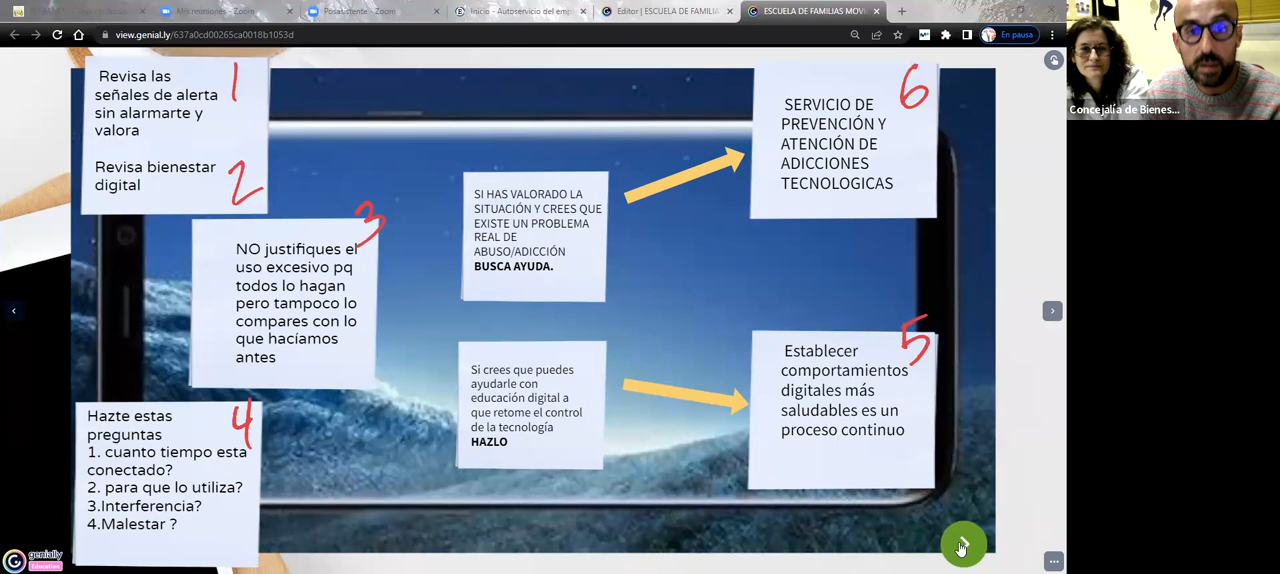 AFK reuniones - Zoom
Posasistente - Zoom
Inicio - Autoservicio del emp
Editor | ESCUELA DE FAMILIA
ESCUELA DE FAMILIAS MOV
view.genial.ly/637a0cd00265ca0018b1053d
En pausa
Concejalía de Bienes...
Revisa las
señales de alerta
sin alarmarte y
valora
1
Revisa bienestar
digital
2
3
NO justifiques el
uso excesivo pq
todos lo hagan
pero tampoco lo
compares con lo
que hacíamos
antes
Hazte estas
preguntas
1. cuanto tiempo esta
conectado?
2. para que lo utiliza?
3.Interferencia?
4.Malestar ?
4
SI HAS VALORADO LA
SITUACIÓN Y CREES QUE
EXISTE UN PROBLEMA
REAL DE
ABUSO/ADICCIÓN
BUSCA AYUDA.
Si crees que puedes
ayudarle con
educación digital a
que retome el control
de la tecnología
HAZLO
6
SERVICIO DE
PREVENCIÓN Y
ATENCIÓN DE
ADICCIONES
TECNOLOGICAS
5
Establecer
comportamientos
digitales más
saludables es un
proceso continuo
genially
Education